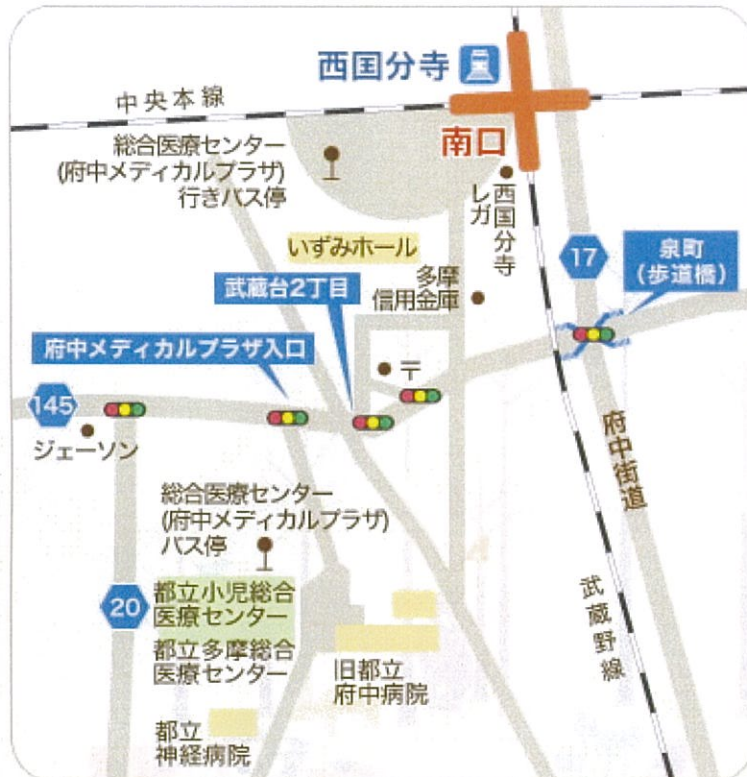 西国分寺
中央本線
南口
総合医療センター
(府中メディカルプラザ)
行きバス停
西国分寺
レガ
いずみホール
17
泉町
(歩道橋)
武蔵台2丁目
多摩
信用金庫
府中メディカルプラザ入口
〒
145
ジェーソン
府中街道
総合医療センター
(府中メディカルプラザ)
バス停
20
都立小児総合
医療センター
都立多摩総合
医療センター
旧都立
府中病院
武蔵野線
都立
神経病院